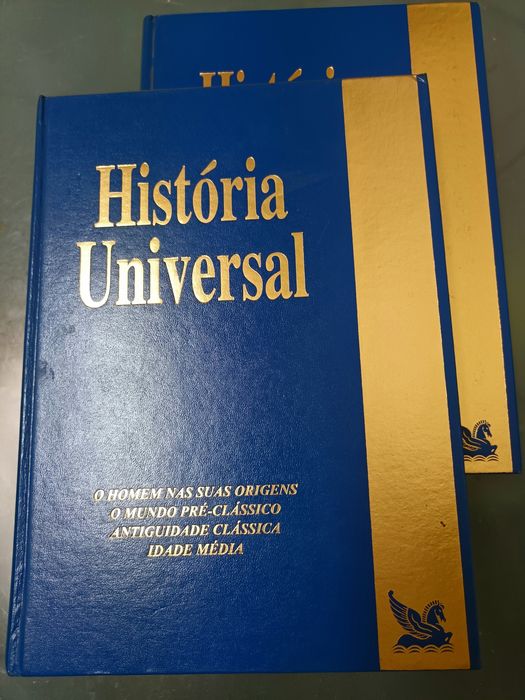 História
Universal
O HOMEM NAS SUAS ORIGENS
O MUNDO PRÉ-CLÁSSICO
ANTIGUIDADE CLÁSSICA
IDADE MÉDIA